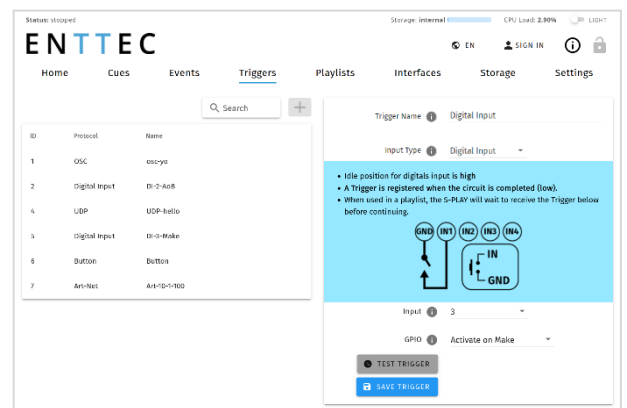 Status: stopped
Storage: internal
CPU Load: 2.90%
LIGHT
ENTTEC
EN
SIGN IN
Home Cues Events Triggers Playlists Interfaces Storage Settings
Search
ID Protocol Name
1 OSC osc-yo
2 Digital Input DI-2-AoB
4 UDP UDP-hello
5 Digital Input DI-3-Make
6 Button Button
7 Art-Net Art-10-1-100
Trigger Name Digital Input
Input Type Digital Input
• Idle position for digitals input is high
• A Trigger is registered when the circuit is completed (low).
• When used in a playlist, the S-PLAY will wait to receive the Trigger below
before continuing.
GND IN1 IN2 IN3 IN4
IN
GND
Input 3
GPIO Activate on Make
TEST TRIGGER
SAVE TRIGGER